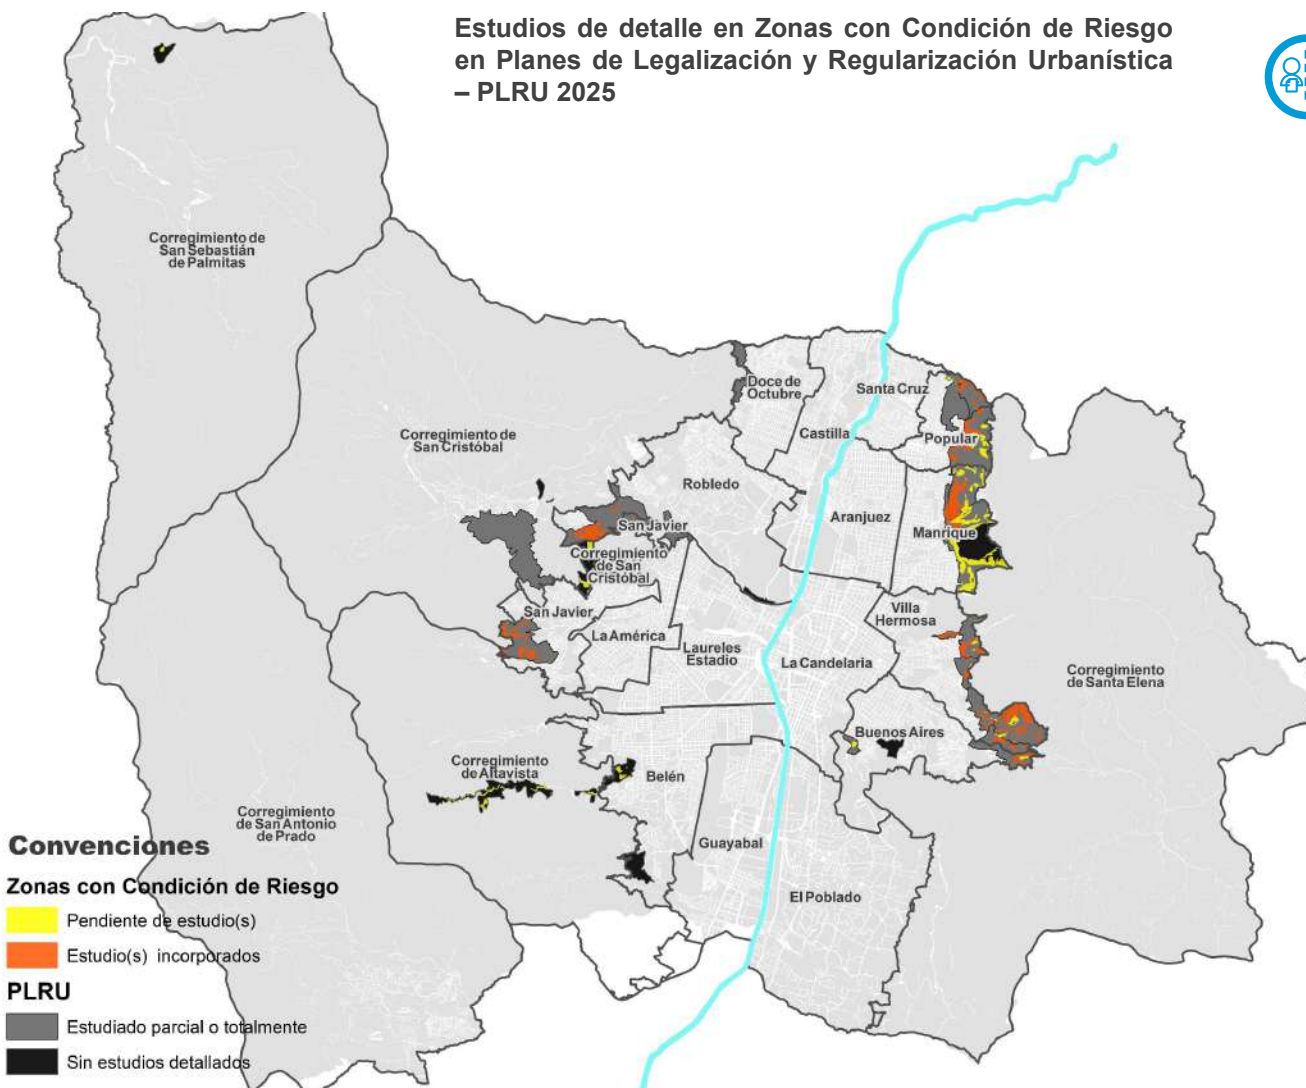 Estudios de detalle en Zonas con Condición de Riesgo
en Planes de Legalización y Regularización Urbanística
– PLRU 2025
Corregimiento de
San Sebastián
de Palmitas
Doce de
Octubre
Santa Cruz
Castilla
Popular
Corregimiento de
San Cristóbal
Robledo
Aranjuez
San Javier
Manrique
Corregimiento
de San
Cristóbal
San Javier
La América
Laureles
Estadio
La Candelaria
Villa
Hermosa
Corregimiento
de Santa Elena
Buenos Aires
Corregimiento
de Altavista
Belén
Corregimiento
de San Antonio
de Prado
Guayabal
El Poblado
Convenciones
Zonas con Condición de Riesgo
Pendiente de estudio(s)
Estudio(s) incorporados
PLRU
Estudiado parcial o totalmente
Sin estudios detallados